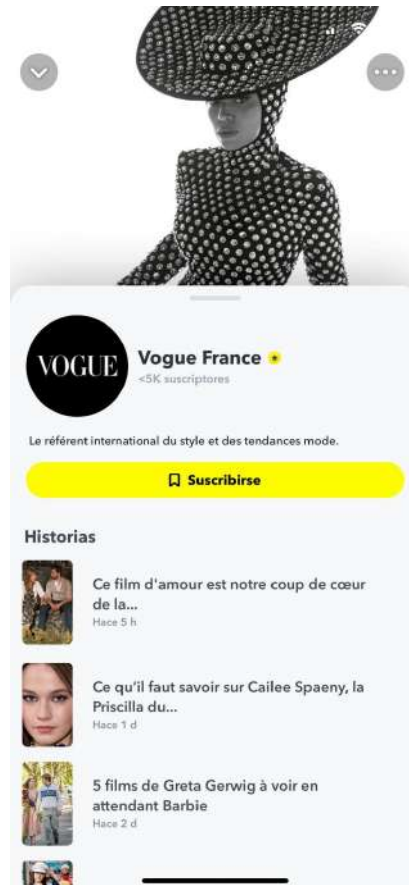 VOGUE
Vogue France
<5K suscriptores
Le référent international du style et des tendances mode.
Suscribirse
Historias
Ce film d'amour est notre coup de cœur
de la...
Hace 5 h
Ce qu'il faut savoir sur Cailee Spaeny, la
Priscilla du...
Hace 1 d
5 films de Greta Gerwig à voir en
attendant Barbie
Hace 2 d